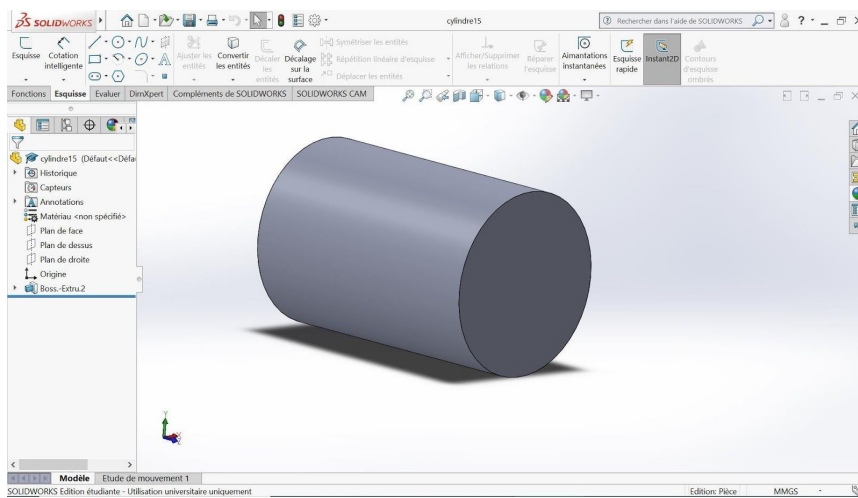 SOLIDWORKS
cylindre15
Rechercher dans l'aide de SOLIDWORKS
Esquisse
Cotation intelligente
Ajuster les entités
Convertir les entités
Décaler les entités
Décalage sur la surface
Symétriser les entités
Répétition linéaire d'esquisse
Déplacer les entités
Afficher/Supprimer les relations
Réparer l'esquisse
Aimantations instantanées
Esquisse rapide
Instant2D
Contours d'esquisse ombrés
Fonctions Esquisse Evaluer DimXpert Compléments de SOLIDWORKS SOLIDWORKS CAM
cylindre15 (Défaut<<Défa
Historique
Capteurs
Annotations
Matériau <non spécifié>
Plan de face
Plan de dessus
Plan de droite
Origine
Boss.-Extru.2
Y
Modèle Etude de mouvement 1
SOLIDWORKS Edition étudiante - Utilisation universitaire uniquement
Edition: Pièce MMGS